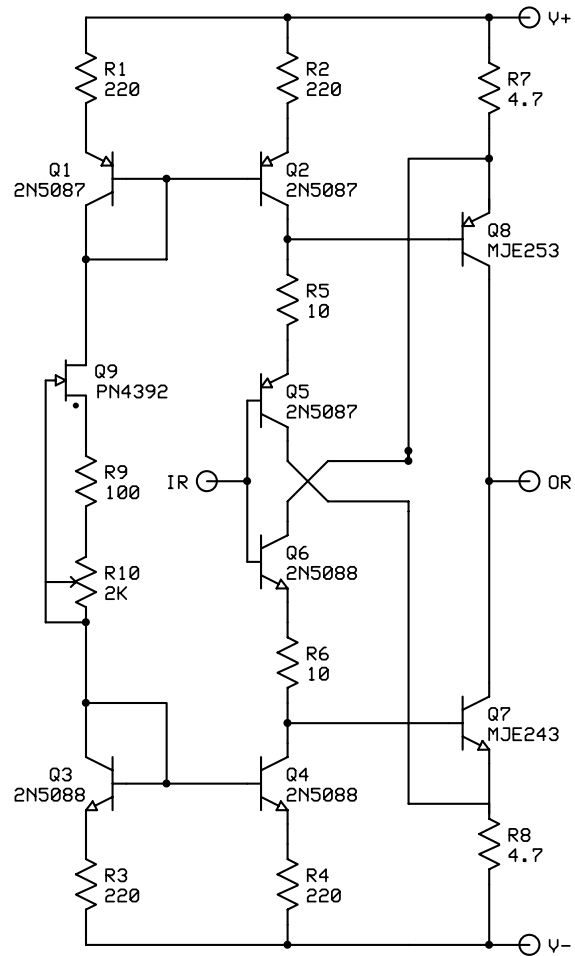 V+
R1
220
R2
220
R7
4.7
Q1
2N5087
Q2
2N5087
Q8
MJE253
R5
10
Q9
PN4392
Q5
2N5087
R9
100
IR
OR
Q6
2N5088
R10
2K
R6
10
Q7
MJE243
Q3
2N5088
Q4
2N5088
R8
4.7
R3
220
R4
220
V-